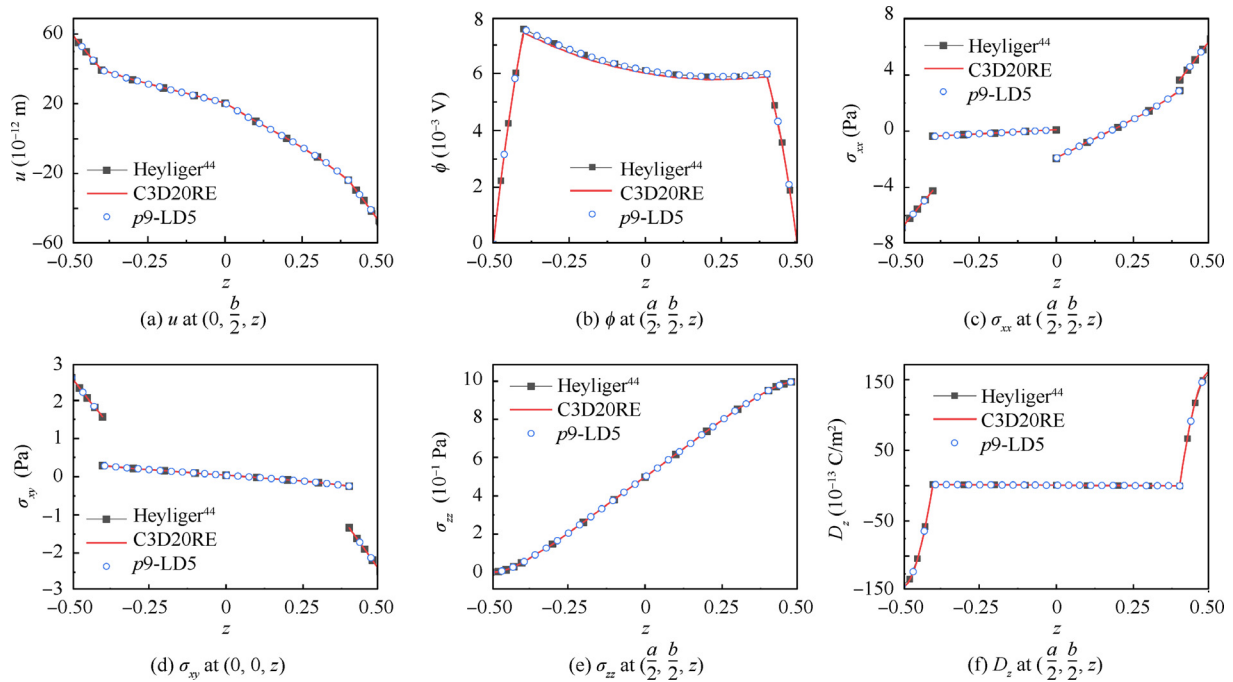 60
20
−20
−60
u (10⁻¹² m)
Heyliger⁴⁴
C3D20RE
p9-LD5
−0.50 −0.25 0 0.25 0.50
z
(a) u at (0, b/2, z)
8
6
4
2
0
ϕ (10⁻³ V)
Heyliger⁴⁴
C3D20RE
p9-LD5
−0.50 −0.25 0 0.25 0.50
z
(b) ϕ at (a/2, b/2, z)
8
4
0
−4
−8
σxx (Pa)
Heyliger⁴⁴
C3D20RE
p9-LD5
−0.50 −0.25 0 0.25 0.50
z
(c) σxx at (a/2, b/2, z)
3
2
1
0
−1
−2
−3
σxy (Pa)
Heyliger⁴⁴
C3D20RE
p9-LD5
−0.50 −0.25 0 0.25 0.50
z
(d) σxy at (0, 0, z)
10
8
6
4
2
0
σzz (10⁻¹ Pa)
Heyliger⁴⁴
C3D20RE
p9-LD5
−0.50 −0.25 0 0.25 0.50
z
(e) σzz at (a/2, b/2, z)
150
50
−50
−150
Dz (10⁻¹³ C/m²)
Heyliger⁴⁴
C3D20RE
p9-LD5
−0.50 −0.25 0 0.25 0.50
z
(f) Dz at (a/2, b/2, z)